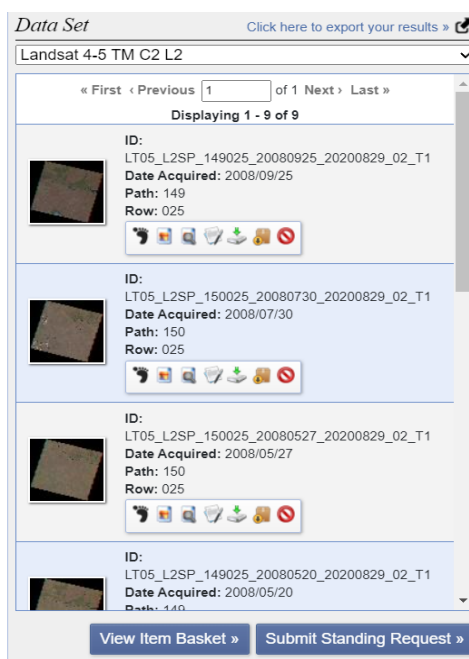 Data Set
Click here to export your results »
Landsat 4-5 TM C2 L2
« First ‹ Previous 1 of 1 Next › Last »
Displaying 1 - 9 of 9
ID:
LT05_L2SP_149025_20080925_20200829_02_T1
Date Acquired: 2008/09/25
Path: 149
Row: 025
ID:
LT05_L2SP_150025_20080730_20200829_02_T1
Date Acquired: 2008/07/30
Path: 150
Row: 025
ID:
LT05_L2SP_150025_20080527_20200829_02_T1
Date Acquired: 2008/05/27
Path: 150
Row: 025
ID:
LT05_L2SP_149025_20080520_20200829_02_T1
Date Acquired: 2008/05/20
Path: 149
View Item Basket »
Submit Standing Request »